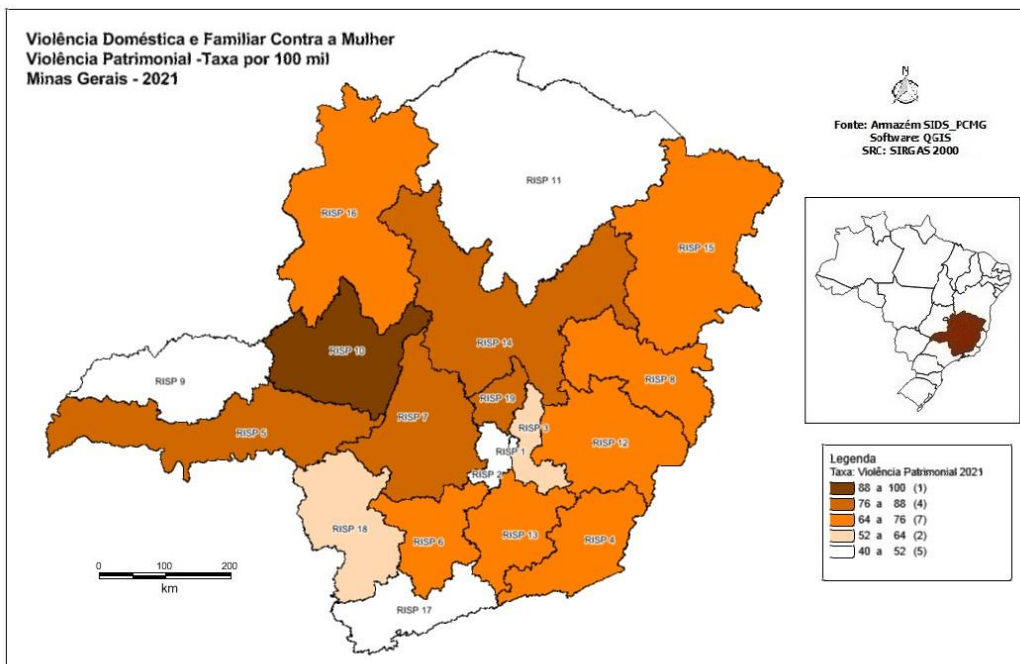 Violência Doméstica e Familiar Contra a Mulher
Violência Patrimonial -Taxa por 100 mil
Minas Gerais - 2021
N
Fonte: Armazém SIDS_PCMG
Software: QGIS
SRC: SIRGAS 2000
RISP 11
RISP 16
RISP 15
RISP 14
RISP 10
RISP 9
RISP 8
RISP 19
RISP 7
RISP 3
RISP 5
RISP 12
RISP 1
RISP 2
RISP 18
RISP 6
RISP 13
RISP 4
RISP 17
0 100 200
km
Legenda
Taxa: Violência Patrimonial 2021
88 a 100 (1)
76 a 88 (4)
64 a 76 (7)
52 a 64 (2)
40 a 52 (5)